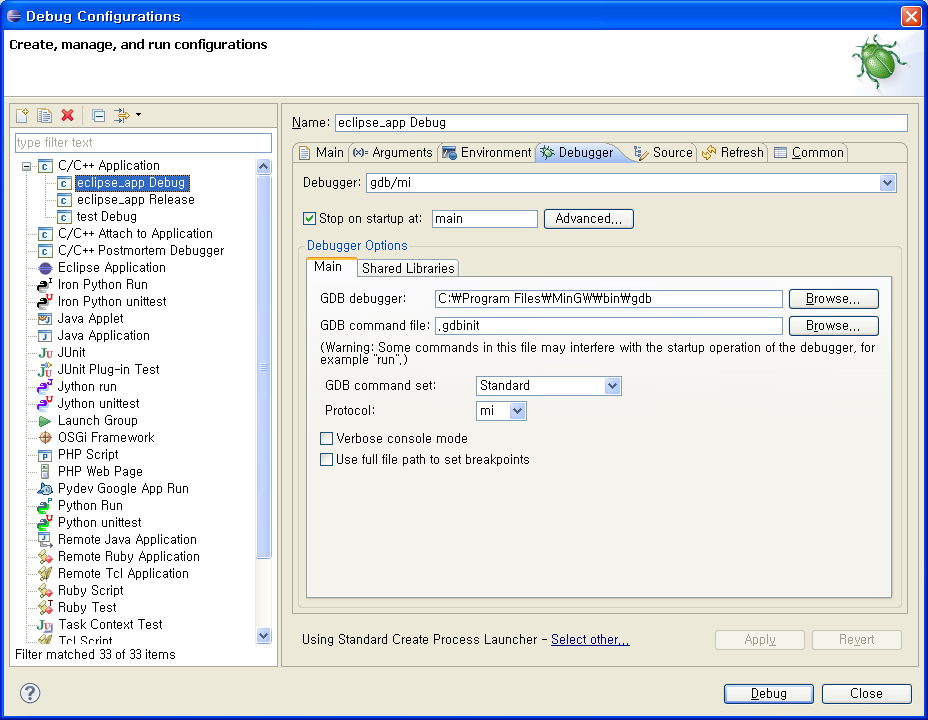 Debug Configurations
Create, manage, and run configurations
type filter text
C/C++ Application
eclipse_app Debug
eclipse_app Release
test Debug
C/C++ Attach to Application
C/C++ Postmortem Debugger
Eclipse Application
Iron Python Run
Iron Python unittest
Java Applet
Java Application
JUnit
JUnit Plug-in Test
Jython run
Jython unittest
Launch Group
OSGi Framework
PHP Script
PHP Web Page
Pydev Google App Run
Python Run
Python unittest
Remote Java Application
Remote Ruby Application
Remote Tcl Application
Ruby Script
Ruby Test
Task Context Test
Tcl Script
Filter matched 33 of 33 items
Name: eclipse_app Debug
Main (x)= Arguments Environment Debugger Source Refresh Common
Debugger: gdb/mi
Stop on startup at: main Advanced...
Debugger Options
Main Shared Libraries
GDB debugger: C:₩Program Files₩MinGW₩bin₩gdb Browse...
GDB command file: .gdbinit Browse...
(Warning: Some commands in this file may interfere with the startup operation of the debugger, for
example "run".)
GDB command set: Standard
Protocol: mi
Verbose console mode
Use full file path to set breakpoints
Using Standard Create Process Launcher - Select other...
Apply Revert
? Debug Close